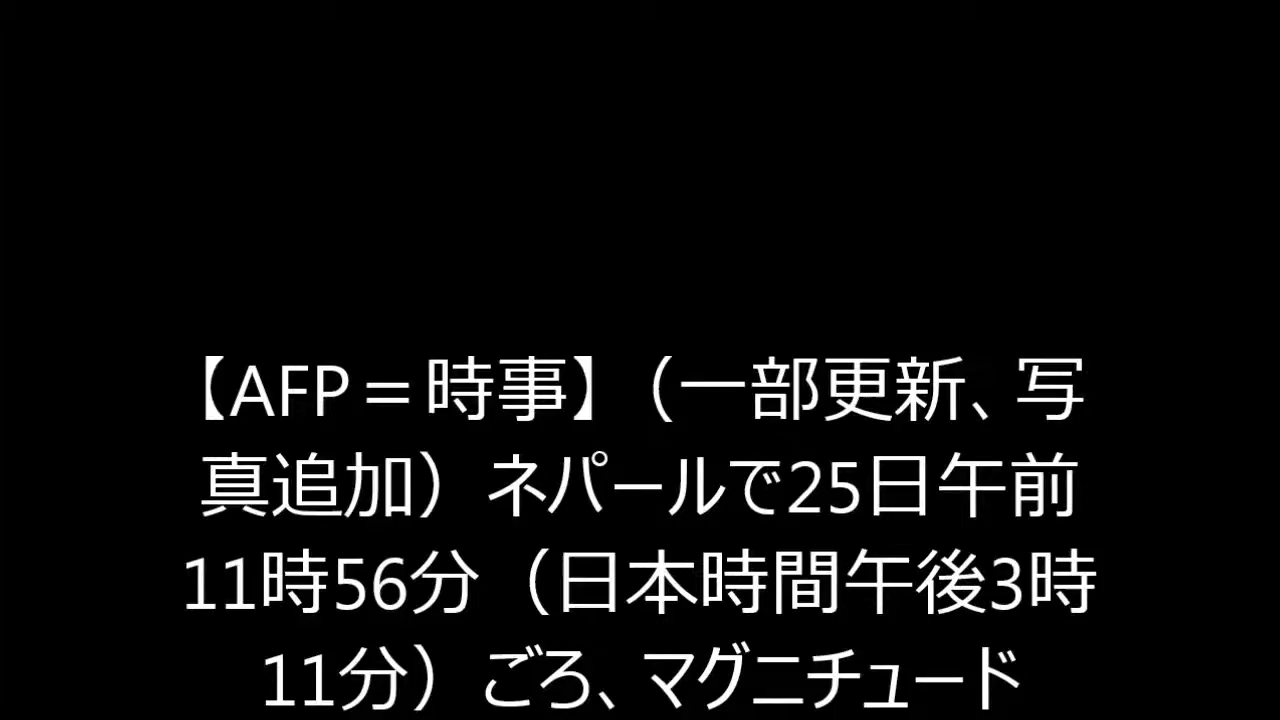 【AFP＝時事】（一部更新、写
真追加）ネパールで25日午前
11時56分（日本時間午後3時
11分）ごろ、マグニチュード